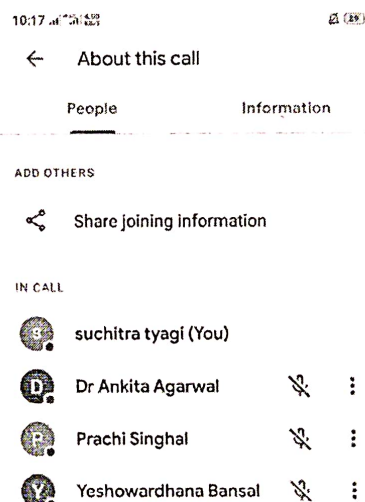 10:17
About this call
People Information
ADD OTHERS
Share joining information
IN CALL
suchitra tyagi (You)
D Dr Ankita Agarwal
P Prachi Singhal
Y Yeshowardhana Bansal